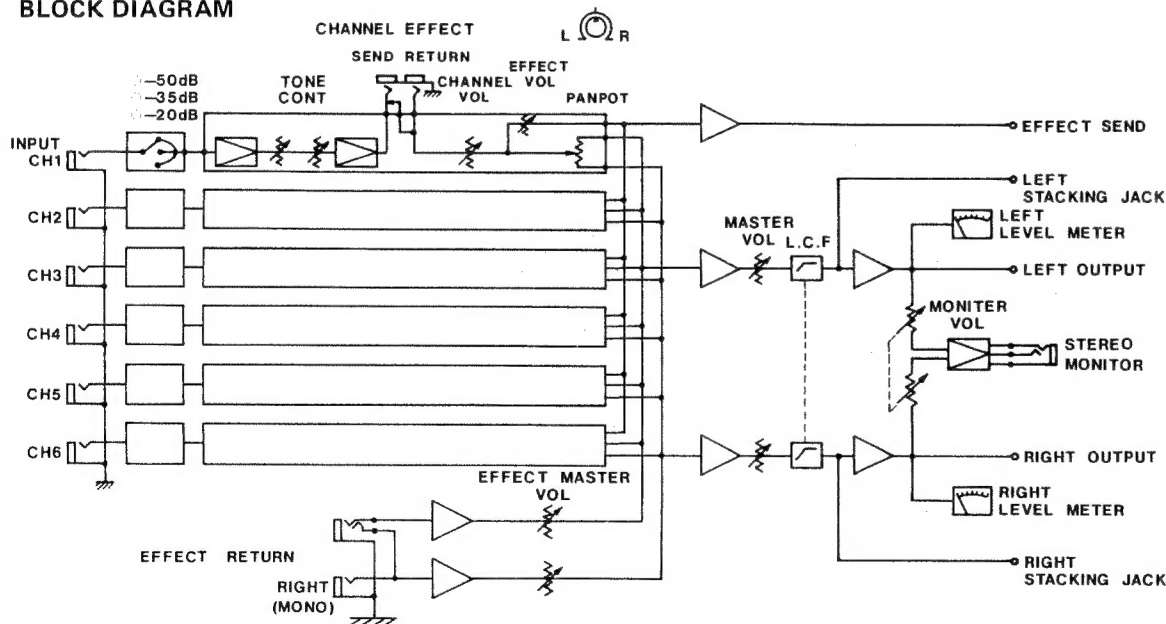 BLOCK DIAGRAM
CHANNEL EFFECT
L R
SEND RETURN
EFFECT VOL
CHANNEL VOL
TONE CONT
PANPOT
-50dB
-35dB
-20dB
INPUT
CH1
EFFECT SEND
CH2
LEFT
STACKING JACK
LEFT
LEVEL METER
MASTER
VOL L.C.F
CH3
LEFT OUTPUT
CH4
MONITER
VOL
STEREO
MONITOR
CH5
CH6
RIGHT OUTPUT
EFFECT MASTER
VOL
RIGHT
LEVEL METER
EFFECT RETURN
RIGHT
(MONO)
RIGHT
STACKING JACK